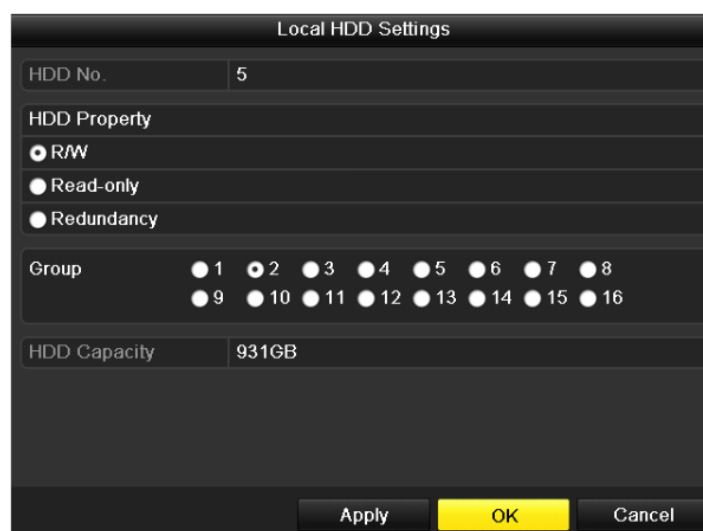 Local HDD Settings
HDD No. 5
HDD Property
R/W
Read-only
Redundancy
Group 1 2 3 4 5 6 7 8
9 10 11 12 13 14 15 16
HDD Capacity 931GB
Apply OK Cancel